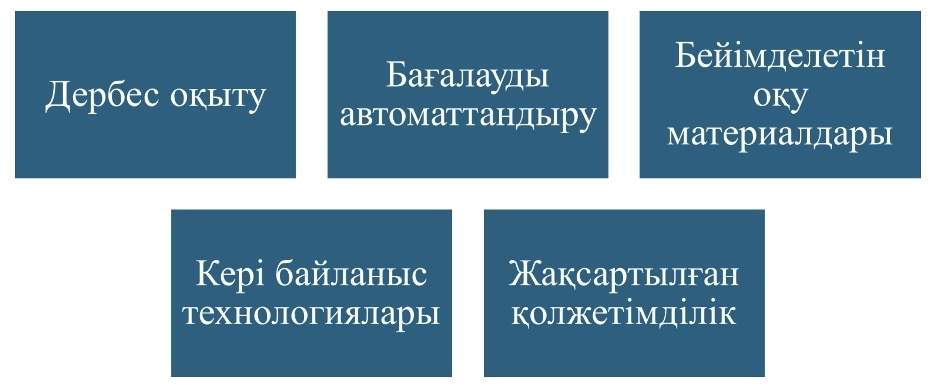 Дербес оқыту
Бағалауды
автоматтандыру
Бейімделетін
оқу
материалдары
Кері байланыс
технологиялары
Жақсартылған
қолжетімділік